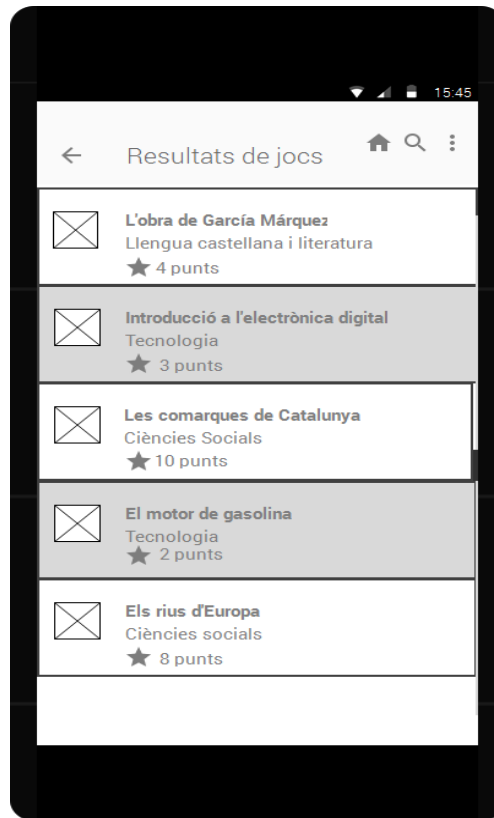 15:45
Resultats de jocs
L'obra de García Márquez
Llengua castellana i literatura
4 punts
Introducció a l'electrònica digital
Tecnologia
3 punts
Les comarques de Catalunya
Ciències Socials
10 punts
El motor de gasolina
Tecnologia
2 punts
Els rius d'Europa
Ciències socials
8 punts